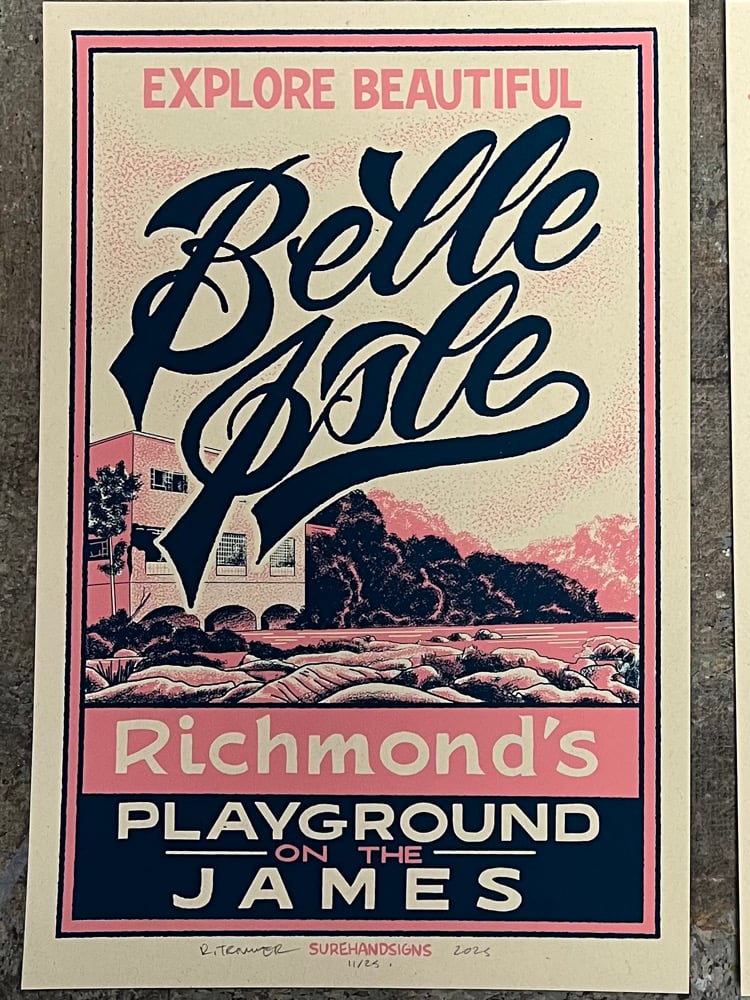 EXPLORE BEAUTIFUL
Belle
Isle
Richmond's
PLAYGROUND
ON THE
JAMES
SUREHANDSIGNS
11/25